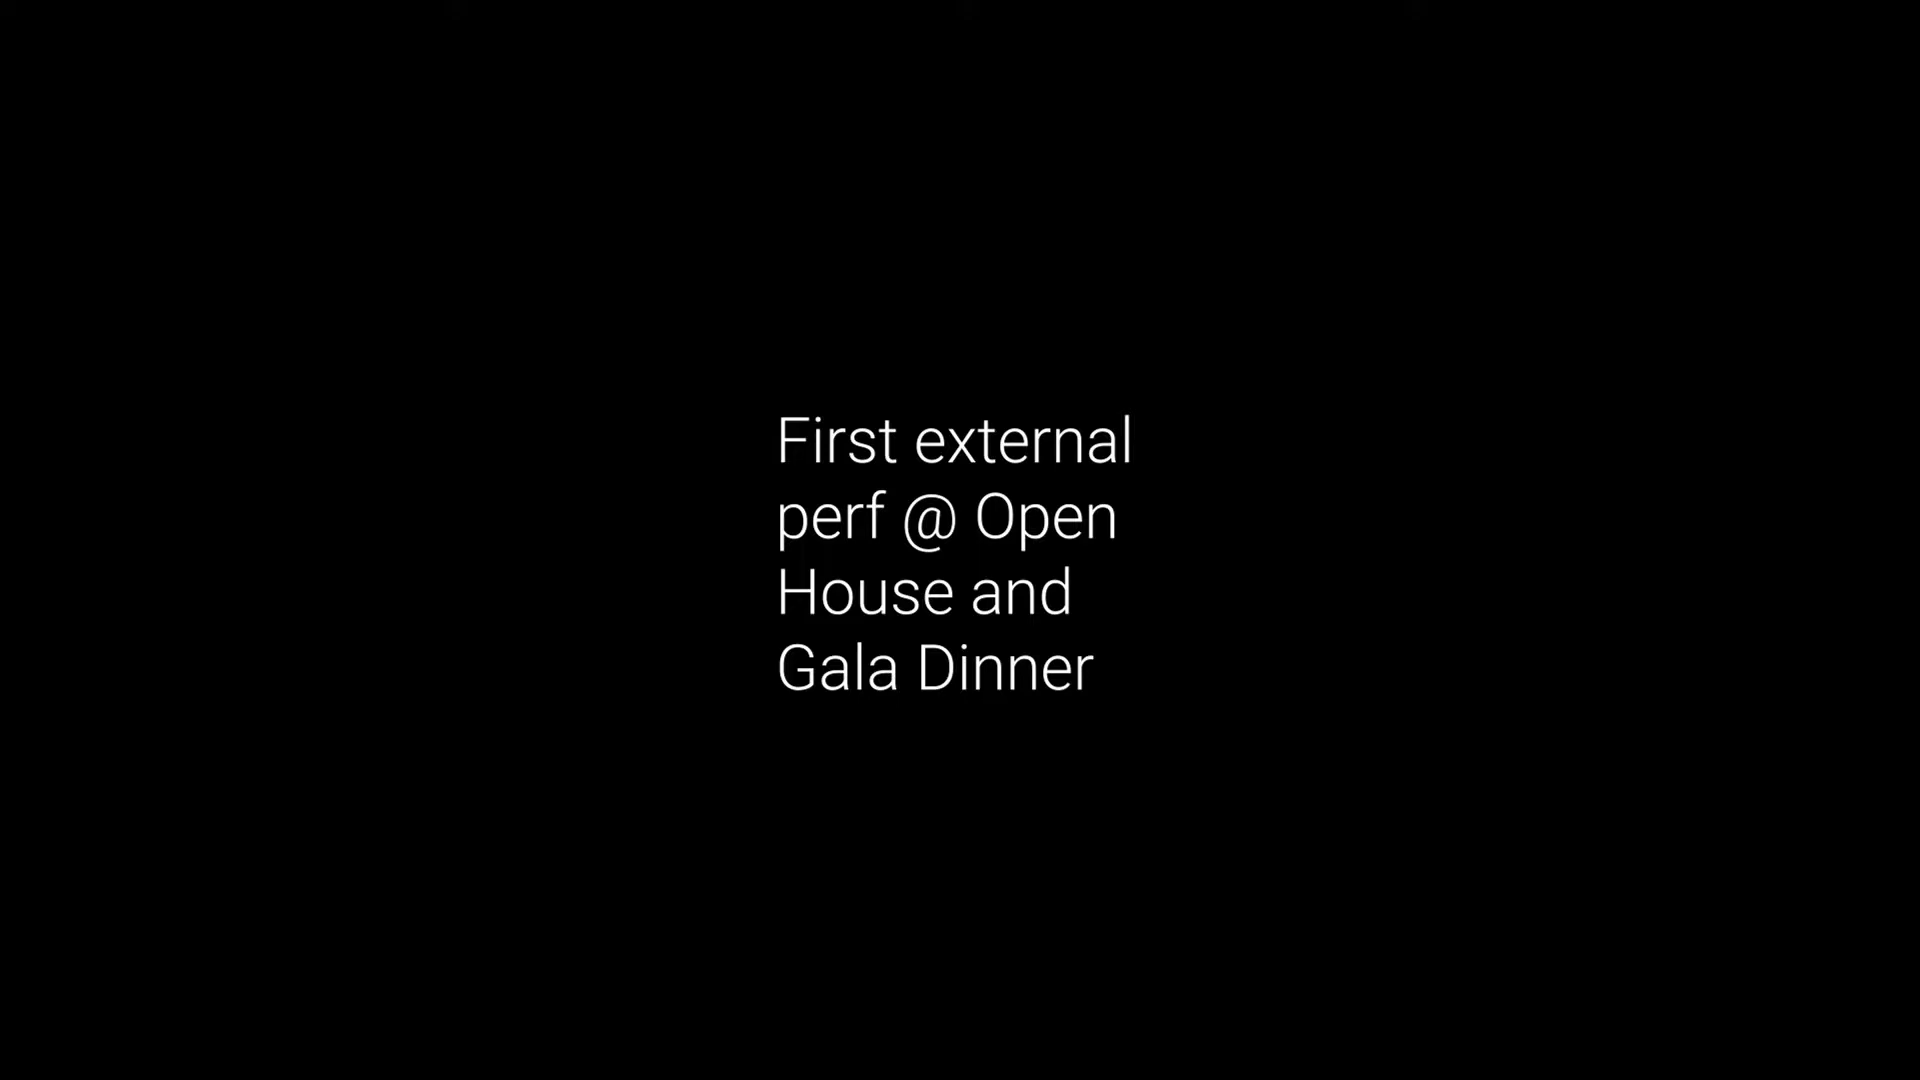 First external
perf @ Open
House and
Gala Dinner